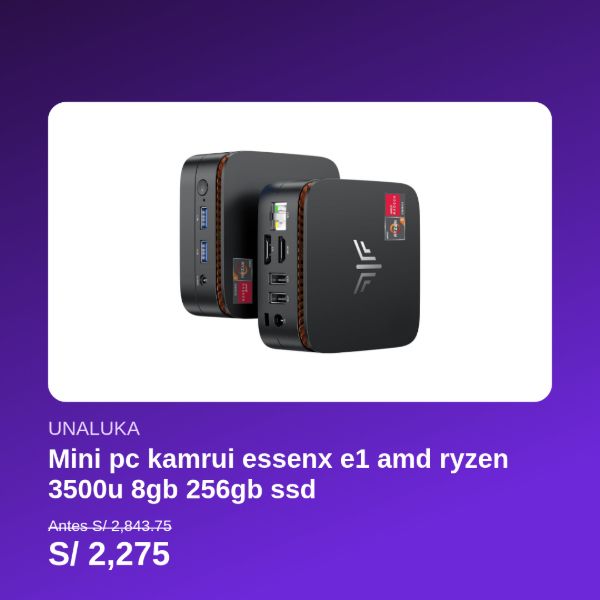 UNALUKA
Mini pc kamrui essenx e1 amd ryzen
3500u 8gb 256gb ssd
Antes S/ 2,843.75
S/ 2,275